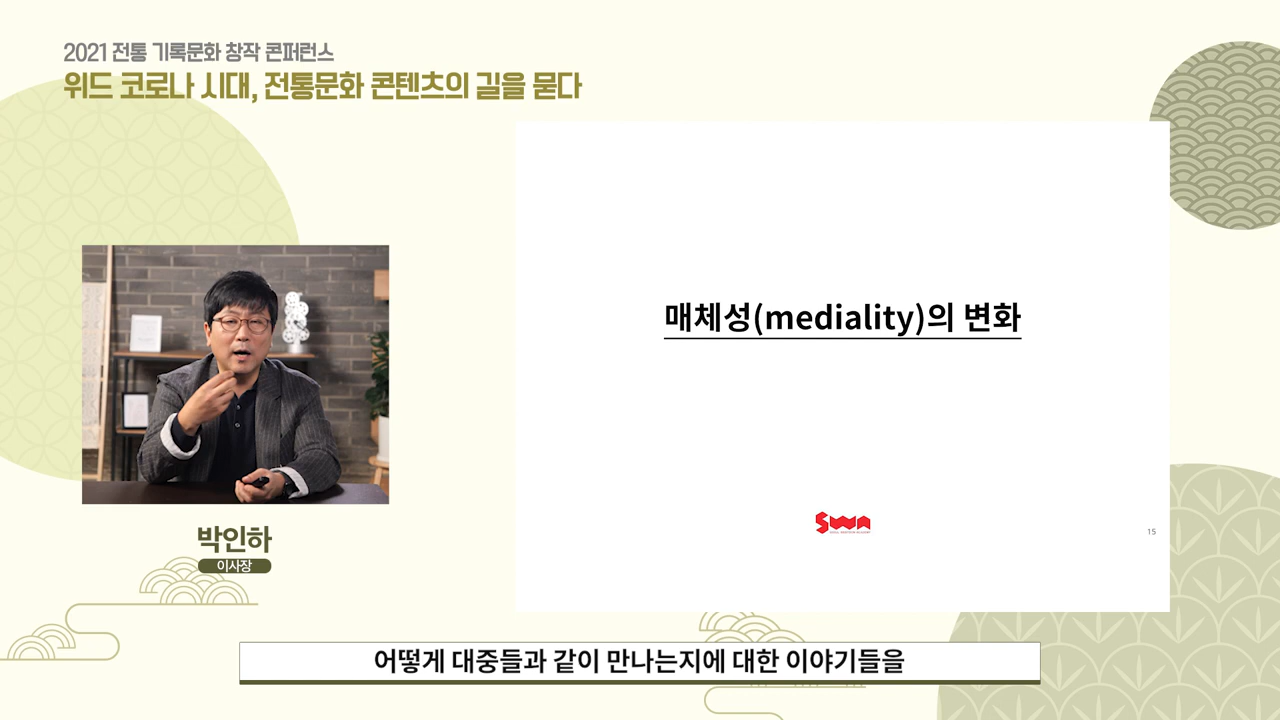 2021 전통 기록문화 창작 콘퍼런스
위드 코로나 시대, 전통문화 콘텐츠의 길을 묻다
매체성(mediality)의 변화
SWA
15
박인하
이사장
어떻게 대중들과 같이 만나는지에 대한 이야기들을